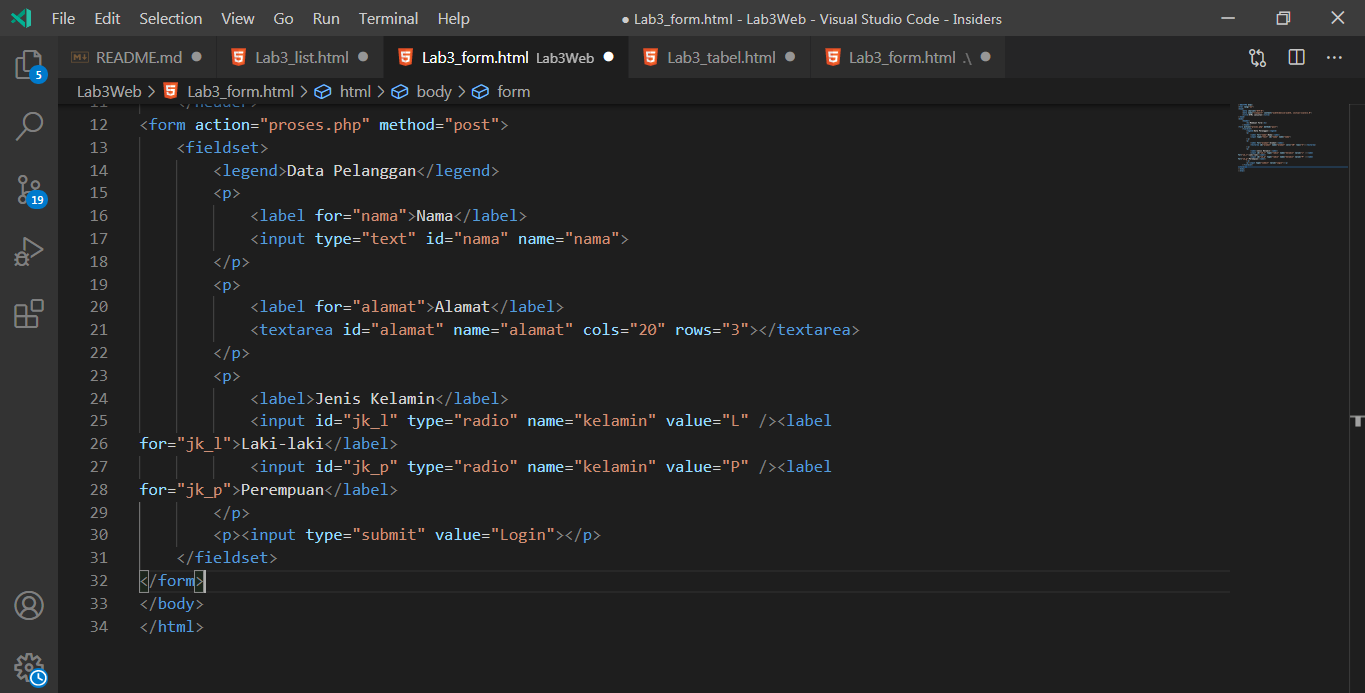 File Edit Selection View Go Run Terminal Help ● Lab3_form.html - Lab3Web - Visual Studio Code - Insiders
README.md Lab3_list.html Lab3_form.html Lab3Web Lab3_tabel.html Lab3_form.html .\
5
Lab3Web > Lab3_form.html > html > body > form
11 </header>
12 <form action="proses.php" method="post">
13 <fieldset>
14 <legend>Data Pelanggan</legend>
15 <p>
16 <label for="nama">Nama</label>
17 <input type="text" id="nama" name="nama">
18 </p>
19 <p>
20 <label for="alamat">Alamat</label>
21 <textarea id="alamat" name="alamat" cols="20" rows="3"></textarea>
22 </p>
23 <p>
24 <label>Jenis Kelamin</label>
25 <input id="jk_l" type="radio" name="kelamin" value="L" /><label
26 for="jk_l">Laki-laki</label>
27 <input id="jk_p" type="radio" name="kelamin" value="P" /><label
28 for="jk_p">Perempuan</label>
29 </p>
30 <p><input type="submit" value="Login"></p>
31 </fieldset>
32 </form>
33 </body>
34 </html>
19